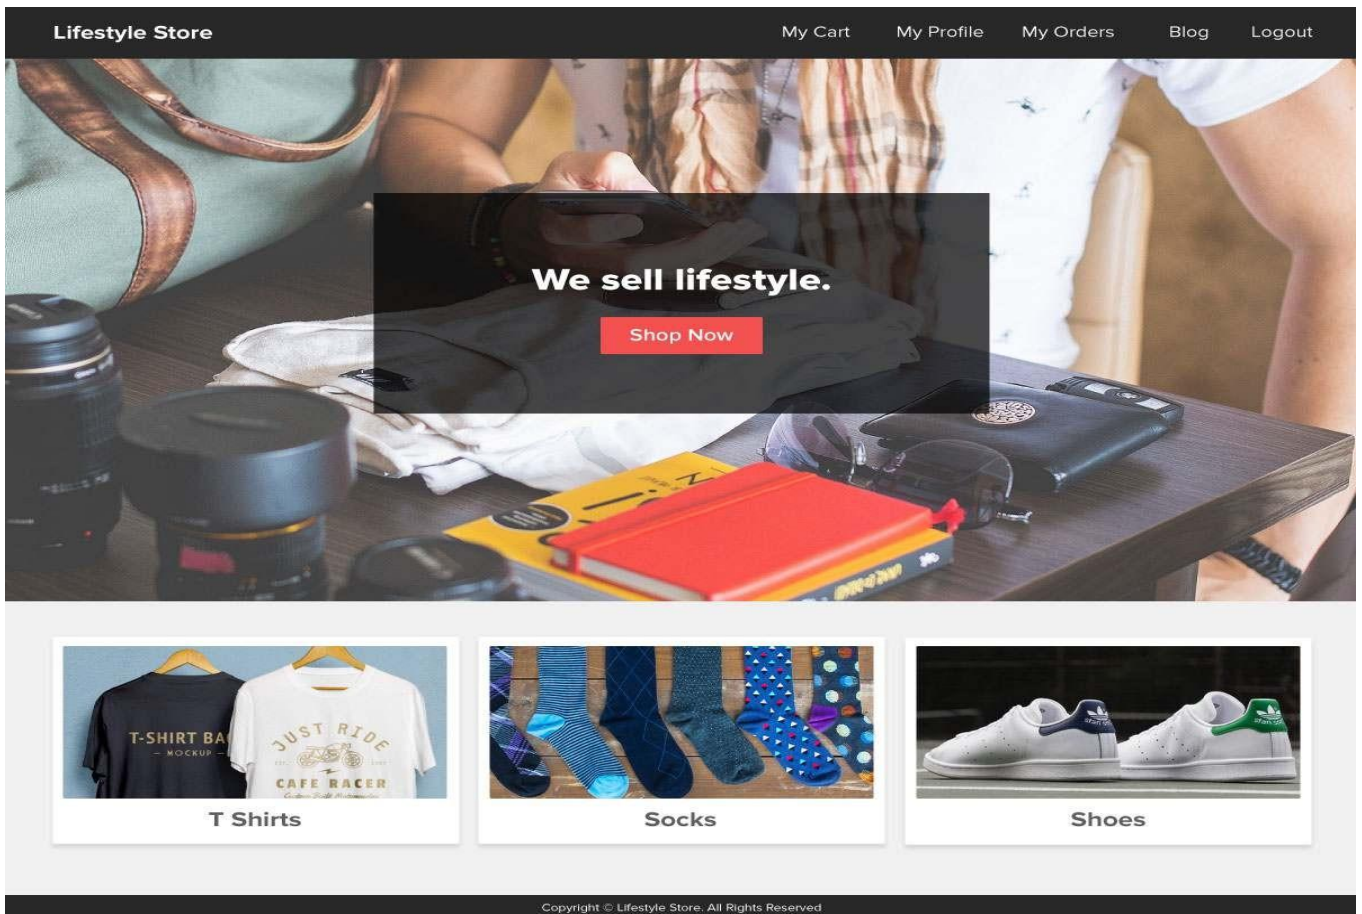 Lifestyle Store
My Cart My Profile My Orders Blog Logout
We sell lifestyle.
Shop Now
T-SHIRT BA
– MOCKUP –
JUST RIDE
CAFE RACER
T Shirts
Socks
Shoes
Copyright © Lifestyle Store. All Rights Reserved